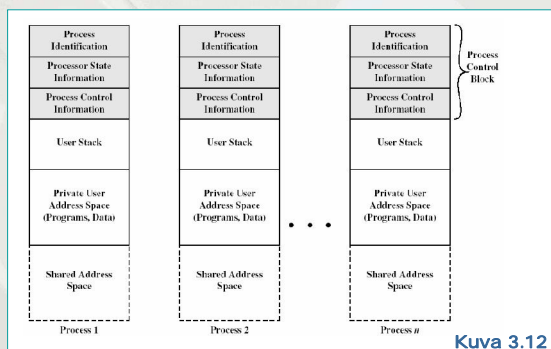 Process
Identification
Processor State
Information
Process Control
Information
User Stack
Private User
Address Space
(Programs, Data)
Shared Address
Space
Process 1
Process
Identification
Processor State
Information
Process Control
Information
User Stack
Private User
Address Space
(Programs, Data)
Shared Address
Space
Process 2
• • •
Process
Identification
Processor State
Information
Process Control
Information
User Stack
Private User
Address Space
(Programs, Data)
Shared Address
Space
Process n
Process
Control
Block
Kuva 3.12